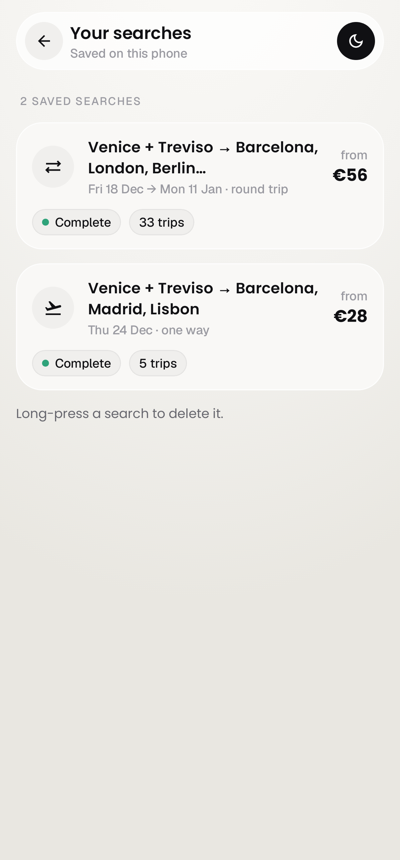 Your searches
Saved on this phone
2 SAVED SEARCHES
Venice + Treviso → Barcelona,
London, Berlin…
Fri 18 Dec → Mon 11 Jan · round trip
from
€56
Complete
33 trips
Venice + Treviso → Barcelona,
Madrid, Lisbon
Thu 24 Dec · one way
from
€28
Complete
5 trips
Long-press a search to delete it.